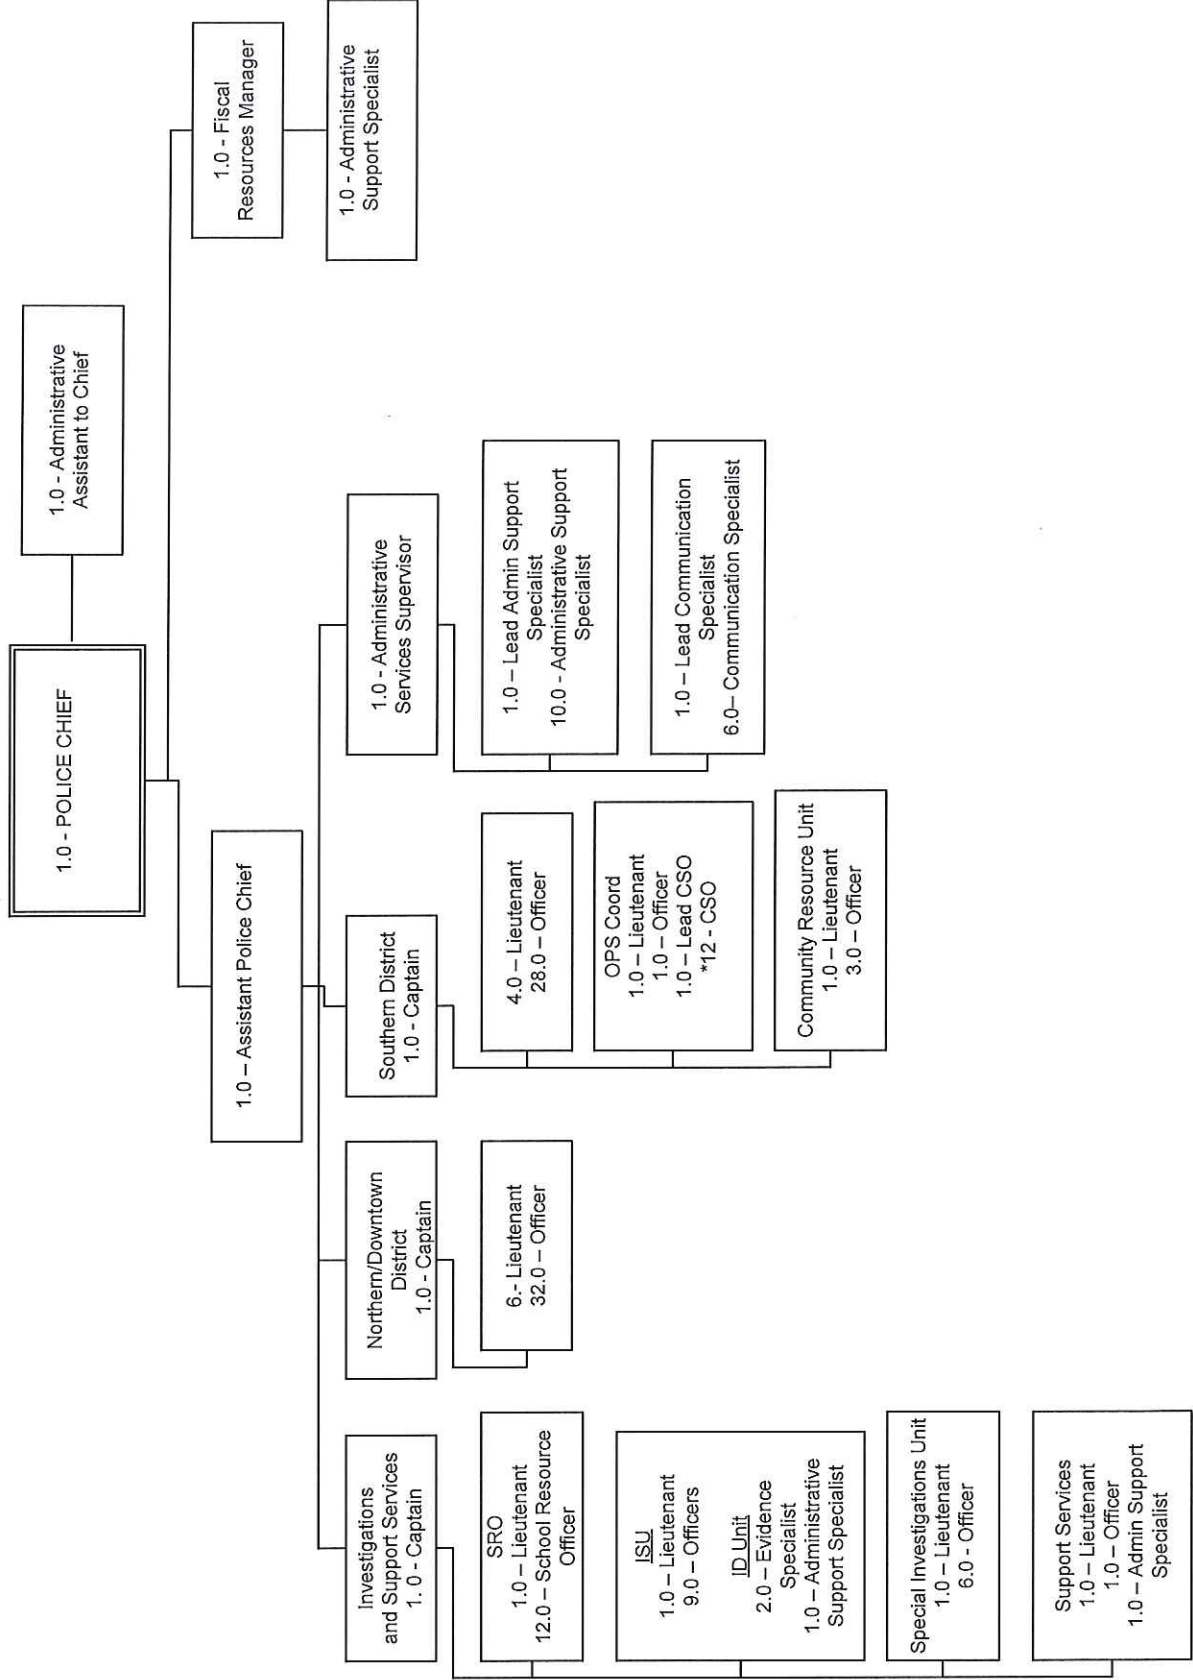 1.0 - POLICE CHIEF
1.0 - Administrative
Assistant to Chief
1.0 – Assistant Police Chief
1.0 - Fiscal
Resources Manager
1.0 - Administrative
Support Specialist
Investigations
and Support Services
1. 0 - Captain
Northern/Downtown
District
1.0 - Captain
Southern District
1.0 - Captain
1.0 - Administrative
Services Supervisor
SRO
1.0 – Lieutenant
12.0 – School Resource
Officer
ISU
1.0 – Lieutenant
9.0 – Officers
ID Unit
2.0 – Evidence
Specialist
1.0 – Administrative
Support Specialist
Special Investigations Unit
1.0 – Lieutenant
6.0 - Officer
Support Services
1.0 – Lieutenant
1.0 – Officer
1.0 – Admin Support
Specialist
6.- Lieutenant
32.0 – Officer
4.0 – Lieutenant
28.0 – Officer
OPS Coord
1.0 – Lieutenant
1.0 – Officer
1.0 – Lead CSO
*12 - CSO
Community Resource Unit
1.0 – Lieutenant
3.0 – Officer
1.0 – Lead Admin Support
Specialist
10.0 - Administrative Support
Specialist
1.0 – Lead Communication
Specialist
6.0– Communication Specialist